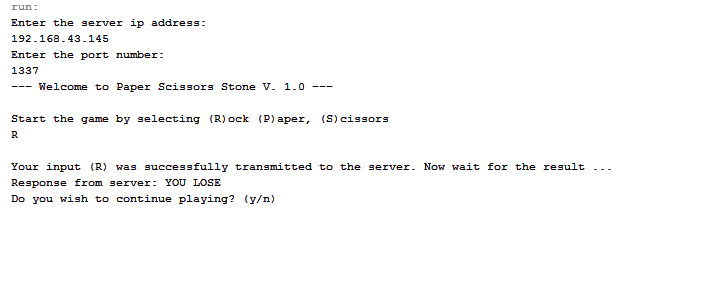 run:
Enter the server ip address:
192.168.43.145
Enter the port number:
1337
--- Welcome to Paper Scissors Stone V. 1.0 ---
Start the game by selecting (R)ock (P)aper, (S)cissors
R
Your input (R) was successfully transmitted to the server. Now wait for the result ...
Response from server: YOU LOSE
Do you wish to continue playing? (y/n)